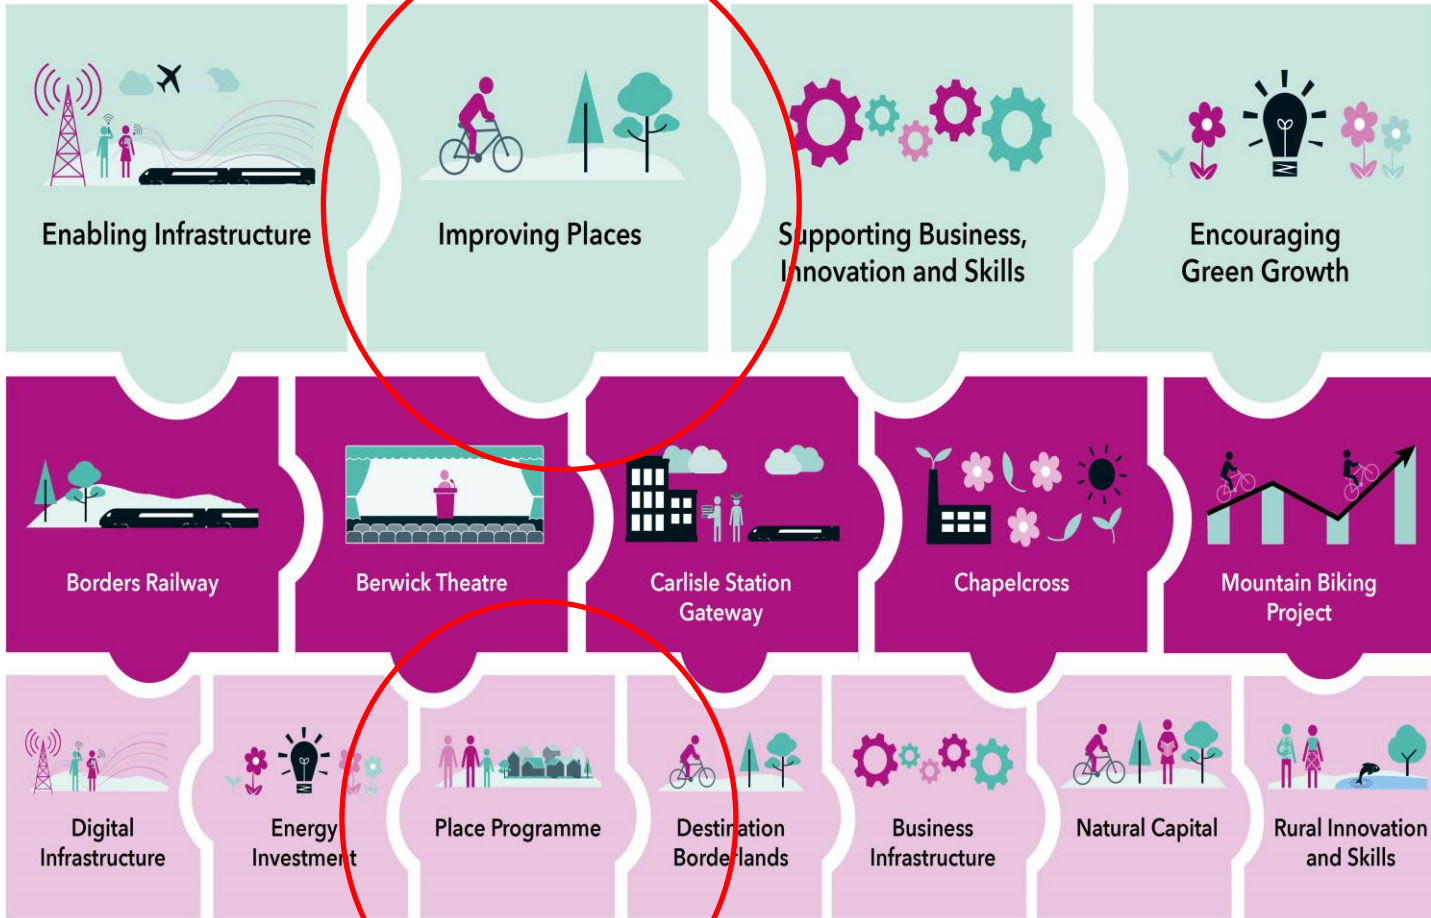 Enabling Infrastructure
Improving Places
Supporting Business,
Innovation and Skills
Encouraging
Green Growth
Borders Railway
Berwick Theatre
Carlisle Station
Gateway
Chapelcross
Mountain Biking
Project
Digital
Infrastructure
Energy
Investment
Place Programme
Destination
Borderlands
Business
Infrastructure
Natural Capital
Rural Innovation
and Skills